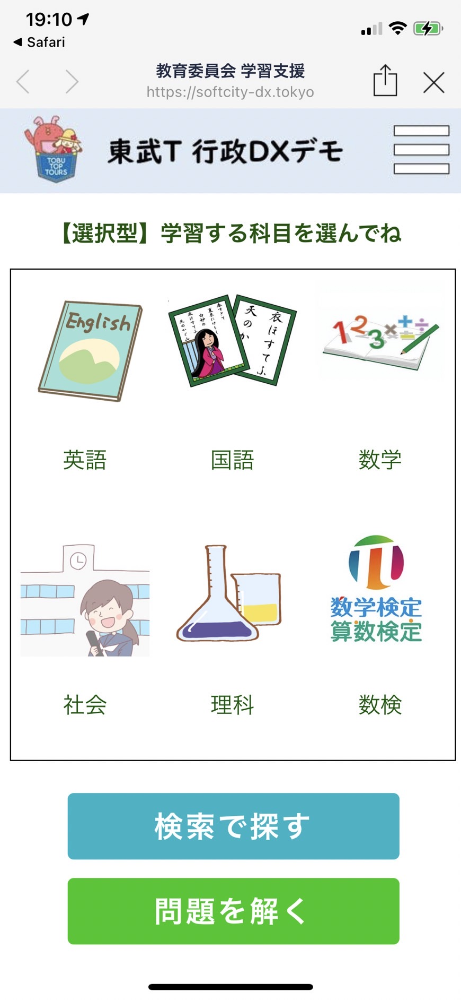 19:10
Safari
教育委員会 学習支援
https://softcity-dx.tokyo
TOBU
TOP
TOURS
東武T 行政DXデモ
【選択型】学習する科目を選んでね
English
春すぎて
夏来にけらし
白妙の
衣ほすてふ
天のかぐ山
衣ほすてふ
天のか
123
英語
国語
数学
数学検定
算数検定
社会
理科
数検
検索で探す
問題を解く